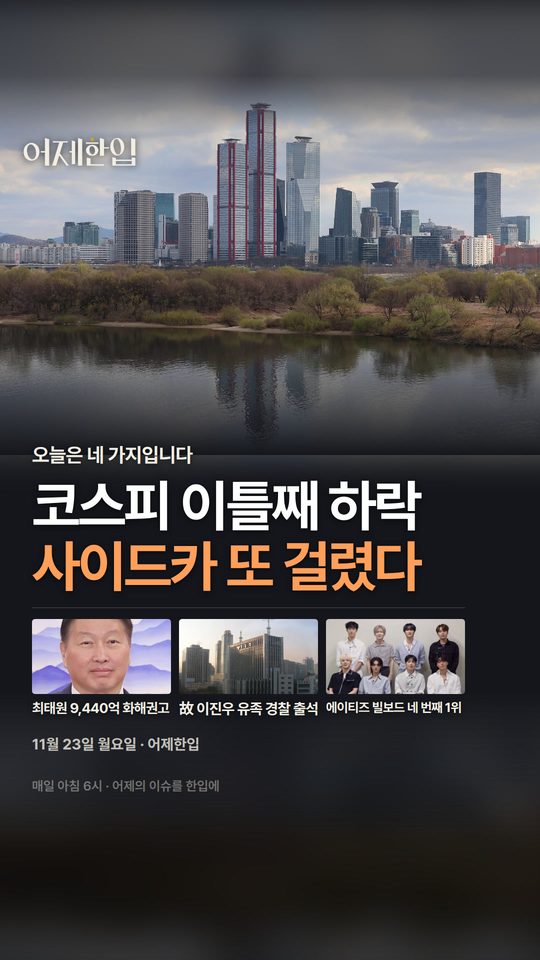 어제한입
오늘은 네 가지입니다
코스피 이틀째 하락
사이드카 또 걸렸다
최태원 9,440억 화해권고
故 이진우 유족 경찰 출석
에이티즈 빌보드 네 번째 1위
11월 23일 월요일 · 어제한입
매일 아침 6시 · 어제의 이슈를 한입에